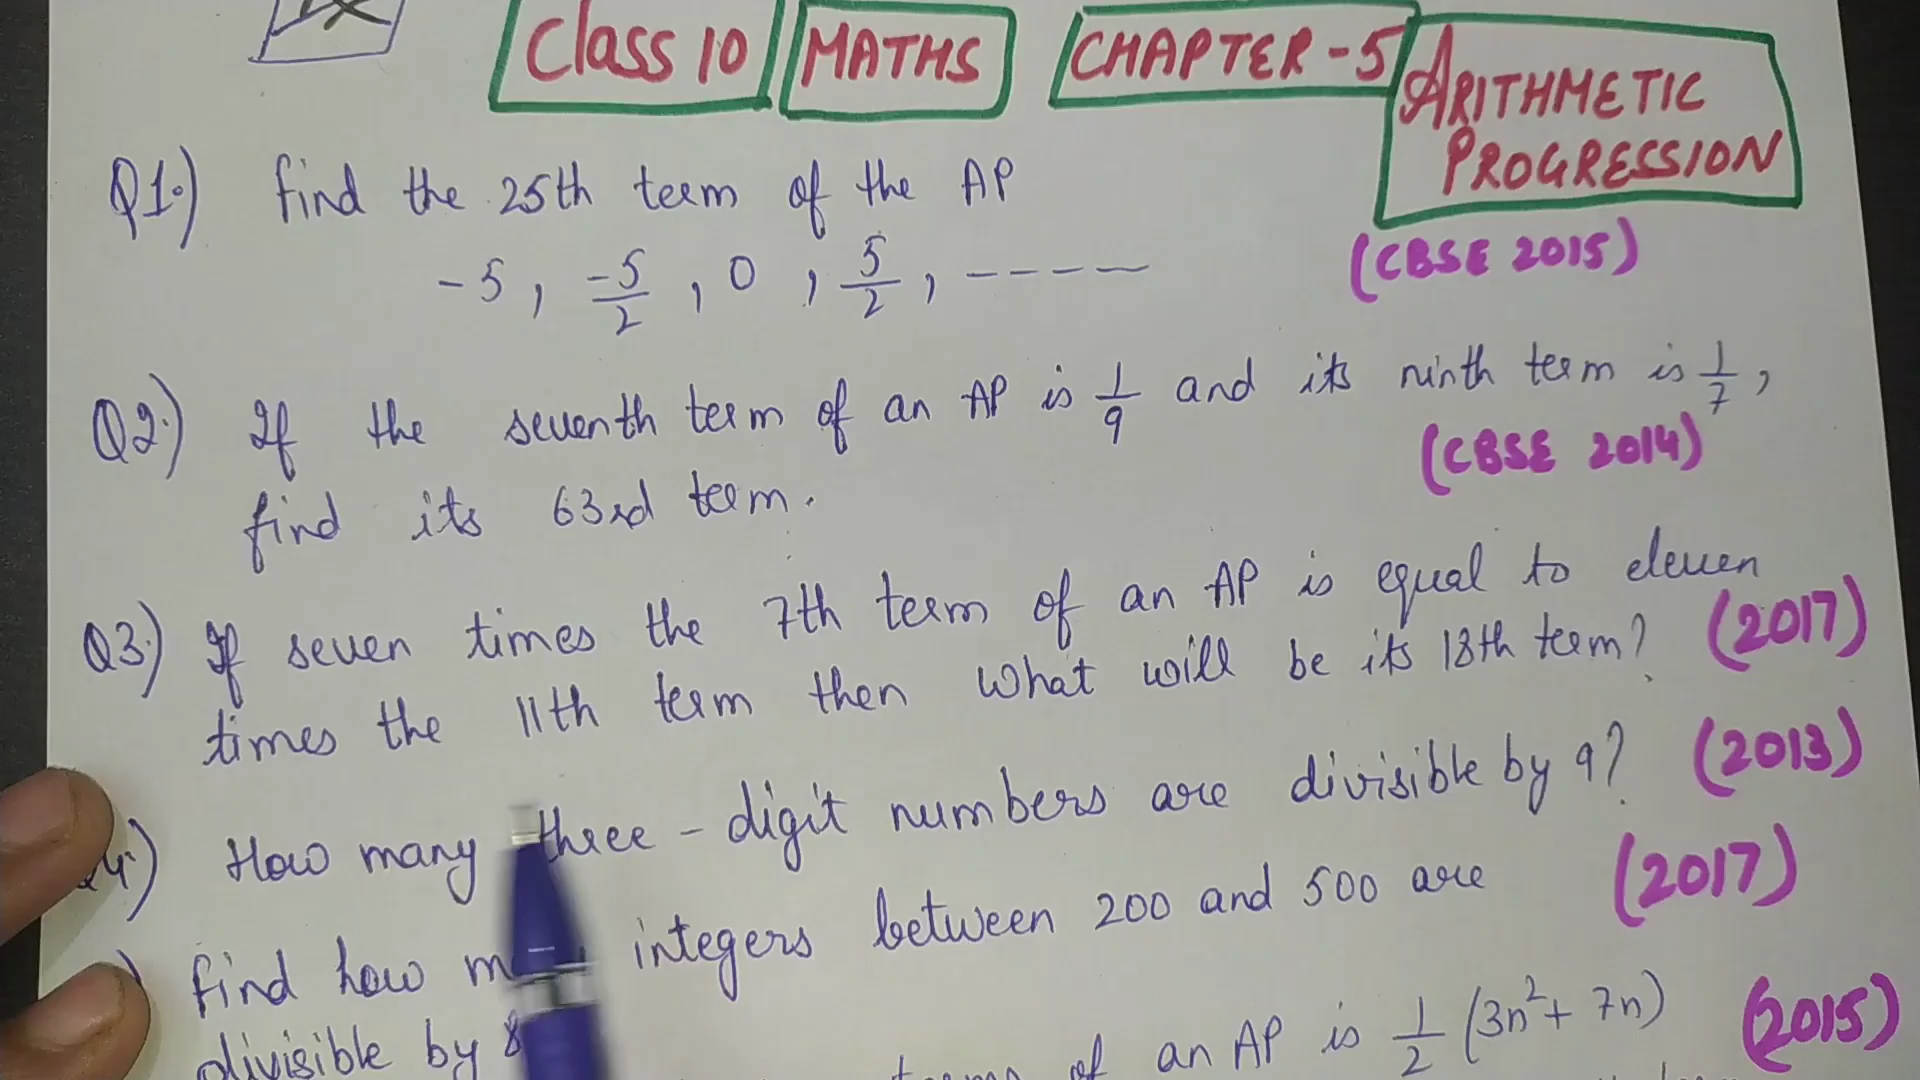 Class 10 MATHS CHAPTER-5 ARITHMETIC PROGRESSION
Q1.) find the 25th term of the AP
-5, -5/2, 0, 5/2, ----- (CBSE 2015)
Q2.) If the seventh term of an AP is 1/9 and its ninth term is 1/7,
find its 63rd term. (CBSE 2014)
Q3.) If seven times the 7th term of an AP is equal to eleven
times the 11th term then what will be its 18th term? (2017)
4.) How many three-digit numbers are divisible by 9? (2013)
find how integers between 200 and 500 are (2017)
divisible by 8
terms of an AP is 1/2 (3n²+ 7n) (2015)